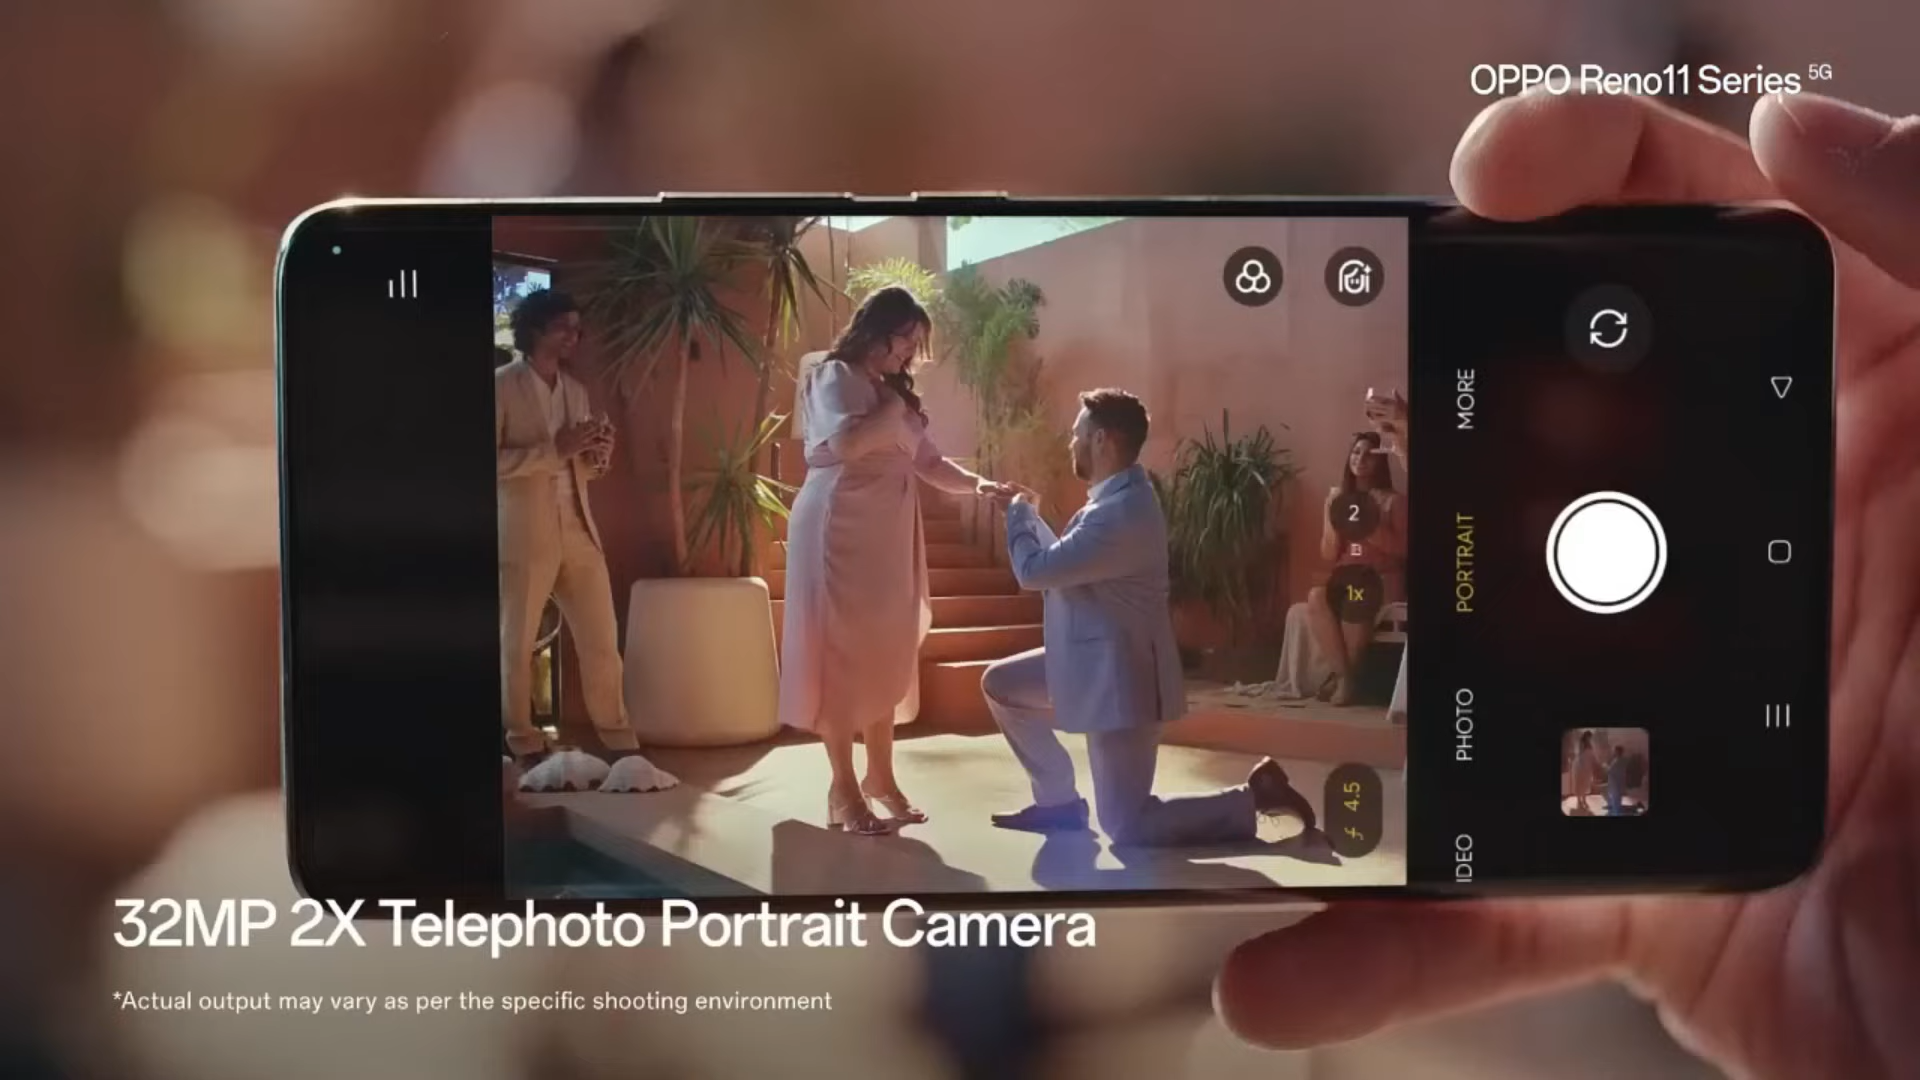 OPPO Reno11 Series 5G
MORE
PORTRAIT
PHOTO
IDEO
2
1x
ƒ 4.5
32MP 2X Telephoto Portrait Camera
*Actual output may vary as per the specific shooting environment